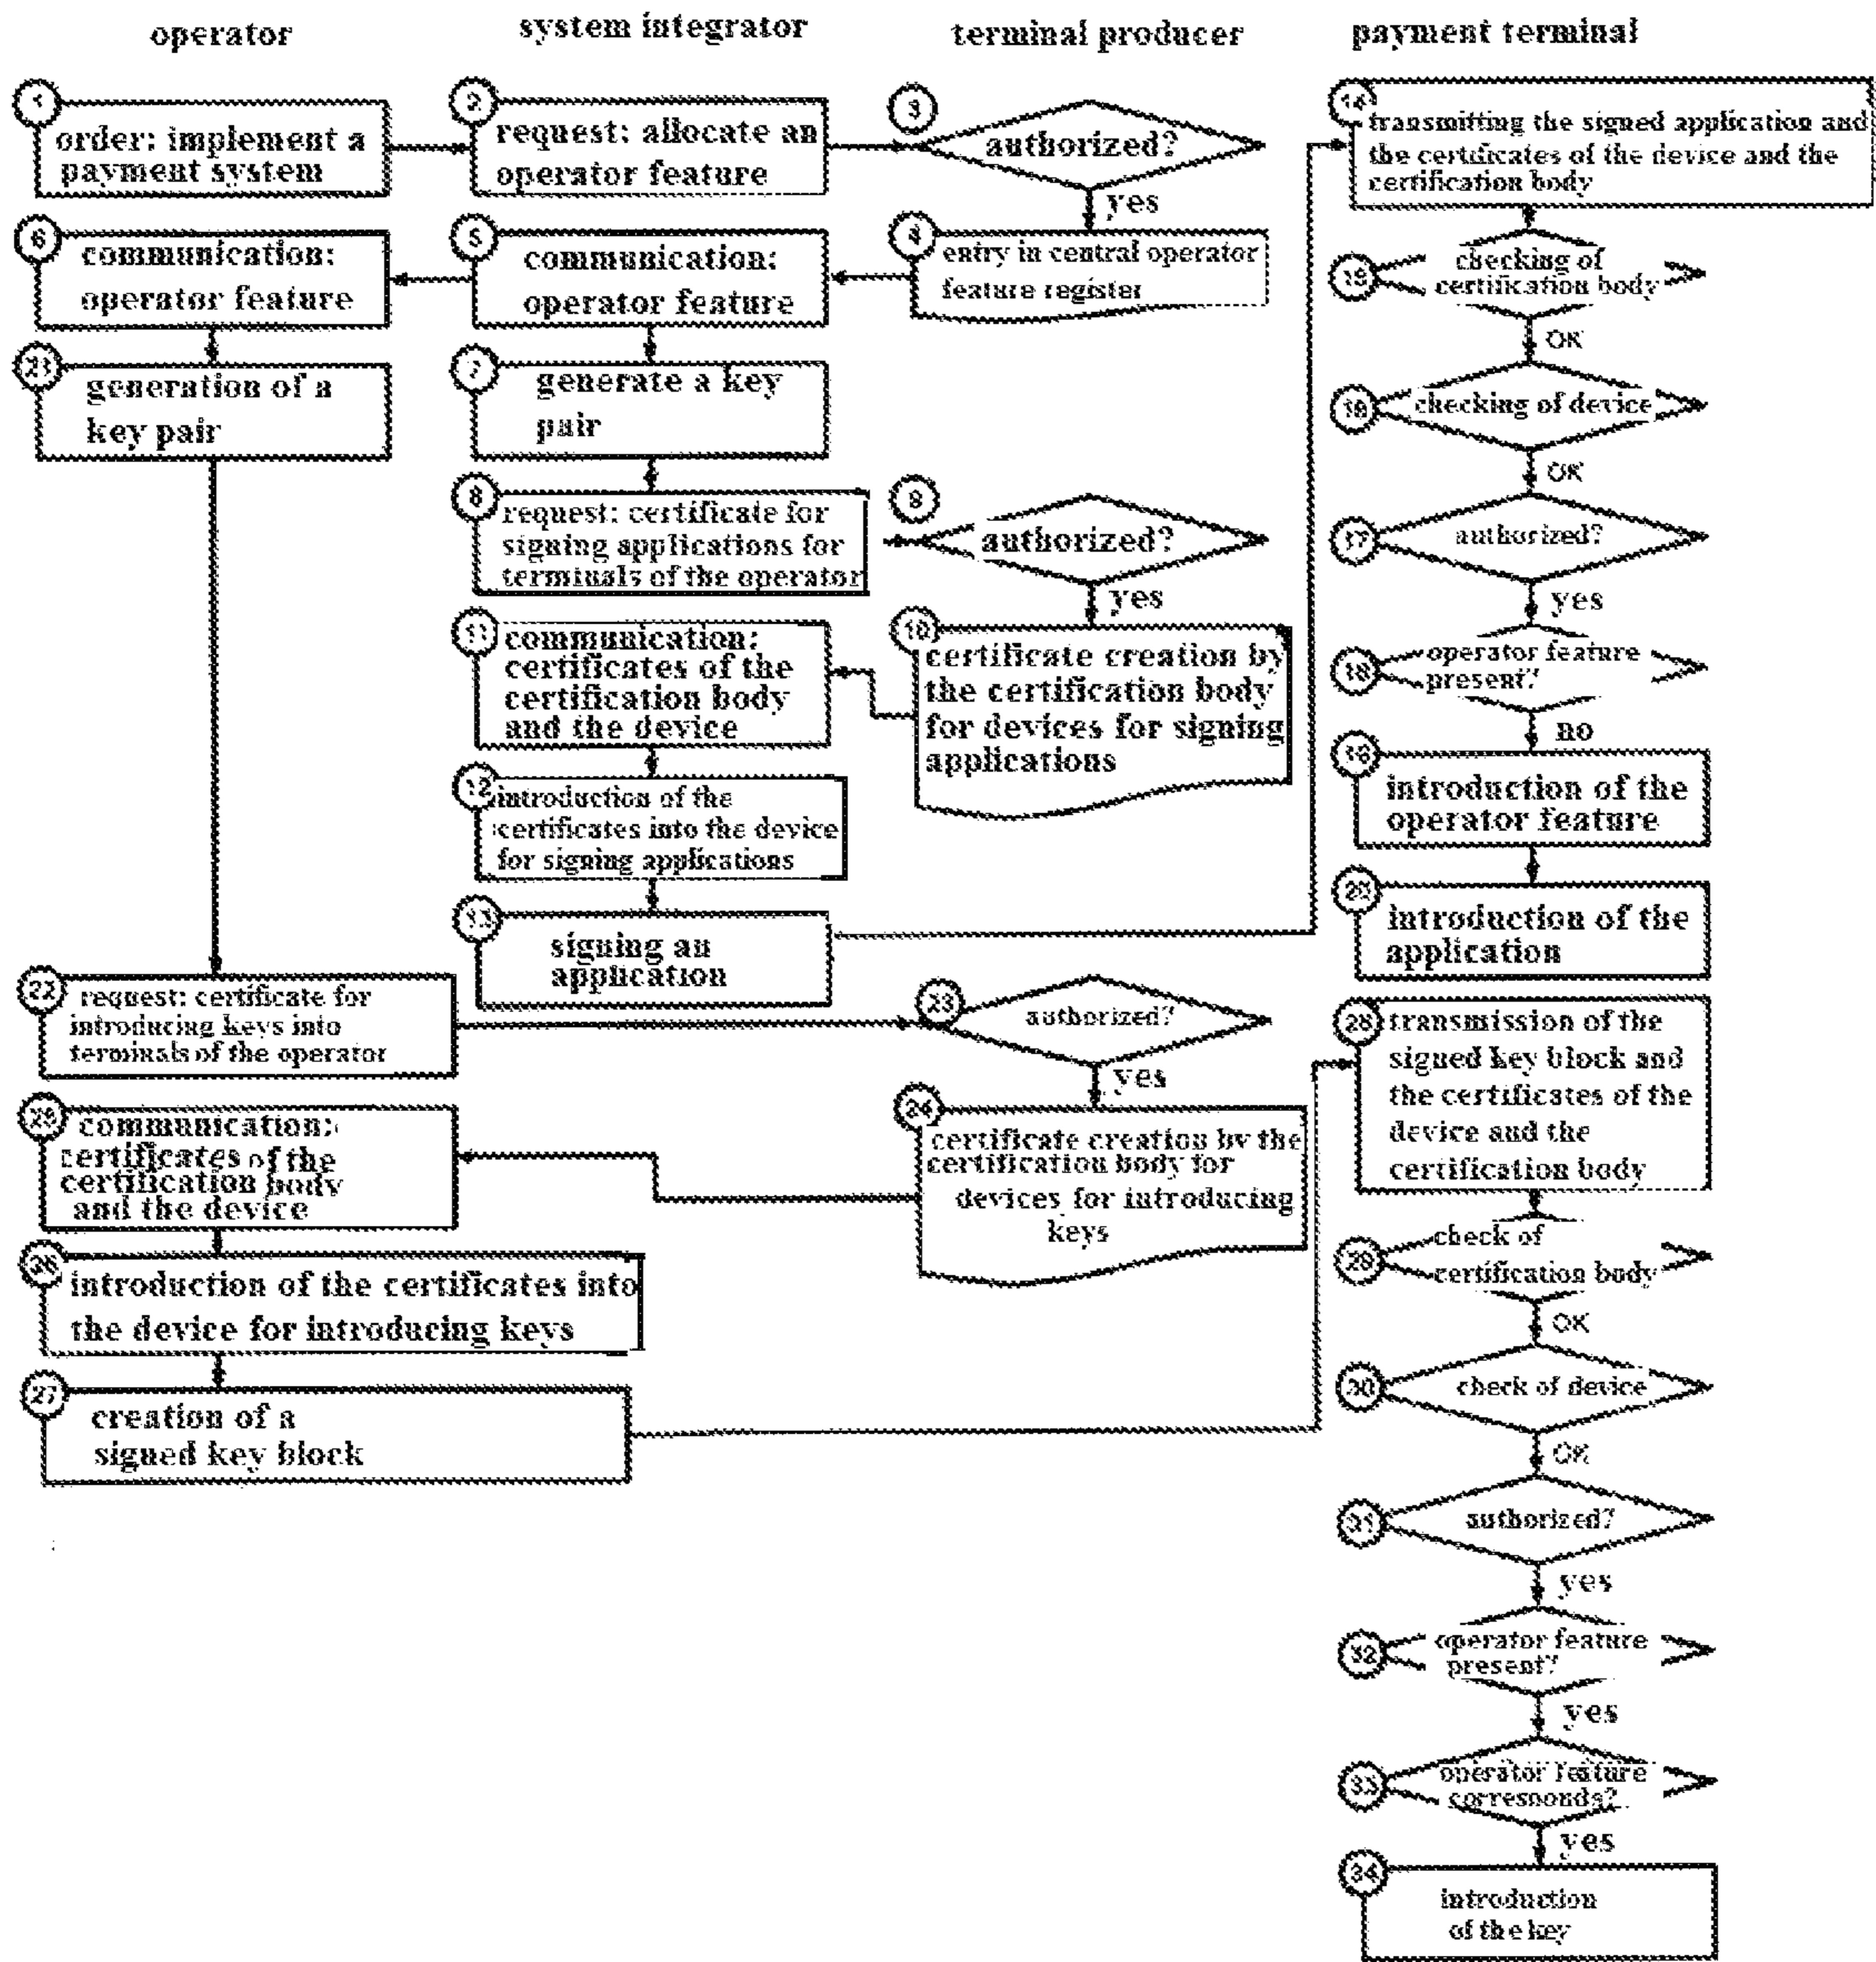 operator
system integrator
terminal producer
payment terminal
1
order: implement a
payment system
2
request: allocate an
operator feature
3
authorized?
yes
4
entry in central operator
feature register
5
communication:
operator feature
6
communication:
operator feature
21
generation of a
key pair
7
generate a key
pair
8
request: certificate for
signing applications for
terminals of the operator
9
authorized?
yes
10
certificate creation by
the certification body
for devices for signing
applications
11
communication:
certificates of the
certification body
and the device
12
introduction of the
certificates into the device
for signing applications
13
signing an
application
22
request: certificate for
introducing keys into
terminals of the operator
23
authorized?
yes
24
certificate creation by the
certification body for
devices for introducing
keys
25
communication:
certificates of the
certification body
and the device
26
introduction of the certificates into
the device for introducing keys
27
creation of a
signed key block
14
transmitting the signed application and
the certificates of the device and the
certification body
checking of
certification body
OK
checking of device
OK
17
authorized?
yes
18
operator feature
present?
no
introduction of the
operator feature
introduction of the
application
28
transmission of the
signed key block and
the certificates of the
device and the
certification body
29
check of
certification body
OK
30
check of device
OK
31
authorized?
yes
32
operator feature
present?
yes
33
operator feature
corresponds?
yes
34
introduction
of the key